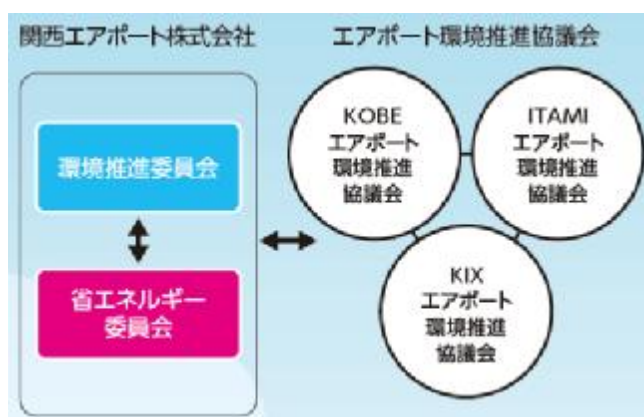 関西エアポート株式会社
エアポート環境推進協議会
環境推進委員会
省エネルギー
委員会
KOBE
エアポート
環境推進
協議会
ITAMI
エアポート
環境推進
協議会
KIX
エアポート
環境推進
協議会